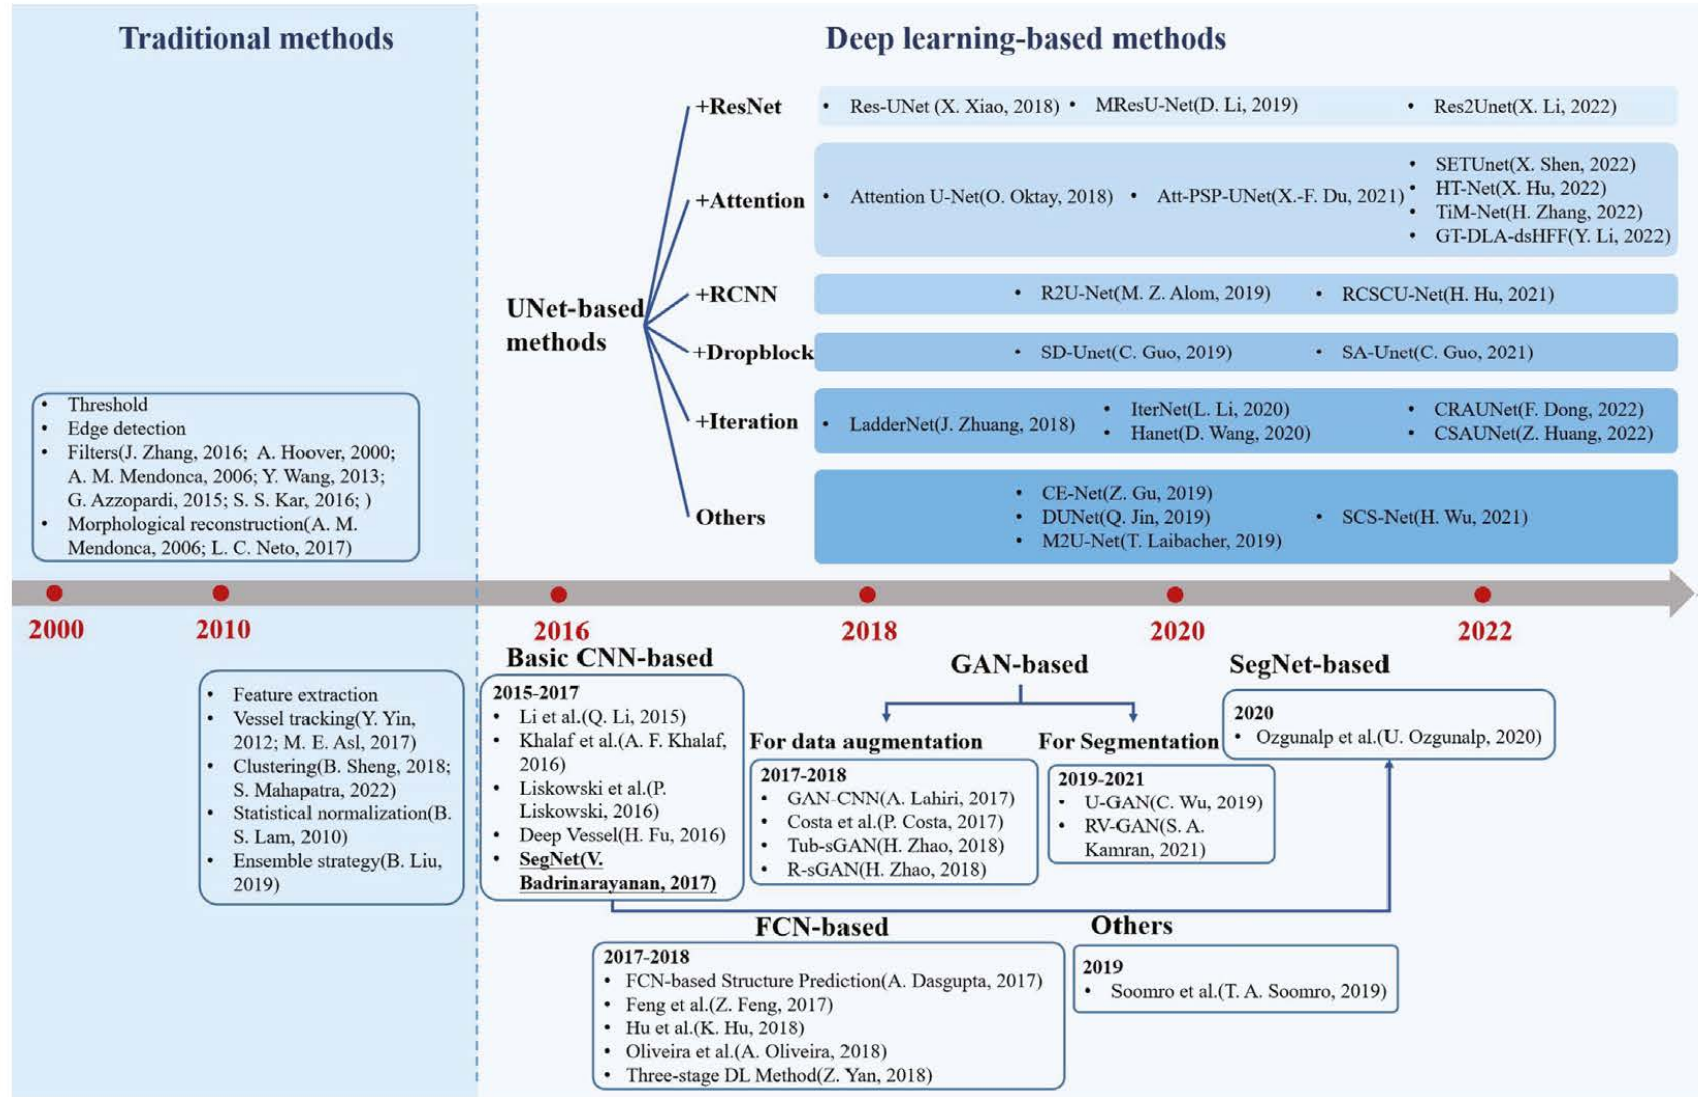 Traditional methods
Deep learning-based methods
+ResNet
• Res-UNet (X. Xiao, 2018) • MResU-Net(D. Li, 2019) • Res2Unet(X. Li, 2022)
+Attention
• Attention U-Net(O. Oktay, 2018) • Att-PSP-UNet(X.-F. Du, 2021)
• SETUnet(X. Shen, 2022)
• HT-Net(X. Hu, 2022)
• TiM-Net(H. Zhang, 2022)
• GT-DLA-dsHFF(Y. Li, 2022)
UNet-based
methods
+RCNN
• R2U-Net(M. Z. Alom, 2019) • RCSCU-Net(H. Hu, 2021)
+Dropblock
• SD-Unet(C. Guo, 2019) • SA-Unet(C. Guo, 2021)
+Iteration
• LadderNet(J. Zhuang, 2018)
• IterNet(L. Li, 2020)
• Hanet(D. Wang, 2020)
• CRAUNet(F. Dong, 2022)
• CSAUNet(Z. Huang, 2022)
Others
• CE-Net(Z. Gu, 2019)
• DUNet(Q. Jin, 2019)
• M2U-Net(T. Laibacher, 2019)
• SCS-Net(H. Wu, 2021)
• Threshold
• Edge detection
• Filters(J. Zhang, 2016; A. Hoover, 2000;
A. M. Mendonca, 2006; Y. Wang, 2013;
G. Azzopardi, 2015; S. S. Kar, 2016; )
• Morphological reconstruction(A. M.
Mendonca, 2006; L. C. Neto, 2017)
2000
2010
2016
2018
2020
2022
• Feature extraction
• Vessel tracking(Y. Yin,
2012; M. E. Asl, 2017)
• Clustering(B. Sheng, 2018;
S. Mahapatra, 2022)
• Statistical normalization(B.
S. Lam, 2010)
• Ensemble strategy(B. Liu,
2019)
Basic CNN-based
2015-2017
• Li et al.(Q. Li, 2015)
• Khalaf et al.(A. F. Khalaf,
2016)
• Liskowski et al.(P.
Liskowski, 2016)
• Deep Vessel(H. Fu, 2016)
• SegNet(V.
Badrinarayanan, 2017)
GAN-based
For data augmentation
2017-2018
• GAN-CNN(A. Lahiri, 2017)
• Costa et al.(P. Costa, 2017)
• Tub-sGAN(H. Zhao, 2018)
• R-sGAN(H. Zhao, 2018)
For Segmentation
2019-2021
• U-GAN(C. Wu, 2019)
• RV-GAN(S. A.
Kamran, 2021)
SegNet-based
2020
• Ozgunalp et al.(U. Ozgunalp, 2020)
FCN-based
2017-2018
• FCN-based Structure Prediction(A. Dasgupta, 2017)
• Feng et al.(Z. Feng, 2017)
• Hu et al.(K. Hu, 2018)
• Oliveira et al.(A. Oliveira, 2018)
• Three-stage DL Method(Z. Yan, 2018)
Others
2019
• Soomro et al.(T. A. Soomro, 2019)